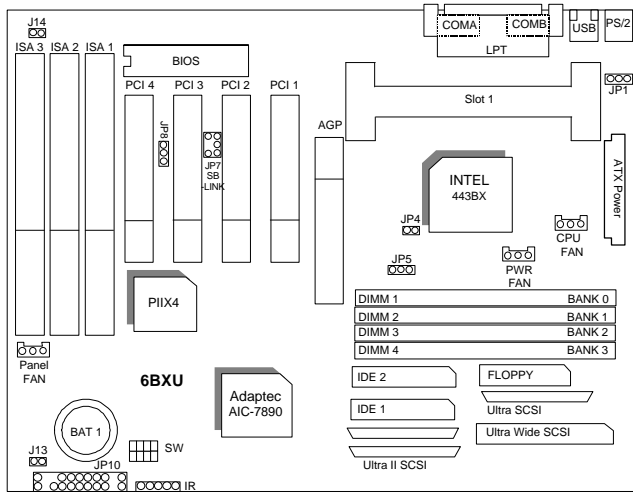 J14
COMA
COMB
USB
PS/2
LPT
ISA 3
ISA 2
ISA 1
BIOS
PCI 4
PCI 3
PCI 2
PCI 1
JP1
Slot 1
AGP
JP8
JP7
SB
-LINK
INTEL
443BX
ATX Power
JP4
CPU
FAN
JP5
PWR
FAN
PIIX4
DIMM 1
BANK 0
DIMM 2
BANK 1
DIMM 3
BANK 2
DIMM 4
BANK 3
Panel
FAN
6BXU
IDE 2
FLOPPY
Adaptec
AIC-7890
IDE 1
Ultra SCSI
BAT 1
Ultra Wide SCSI
SW
J13
JP10
Ultra II SCSI
IR